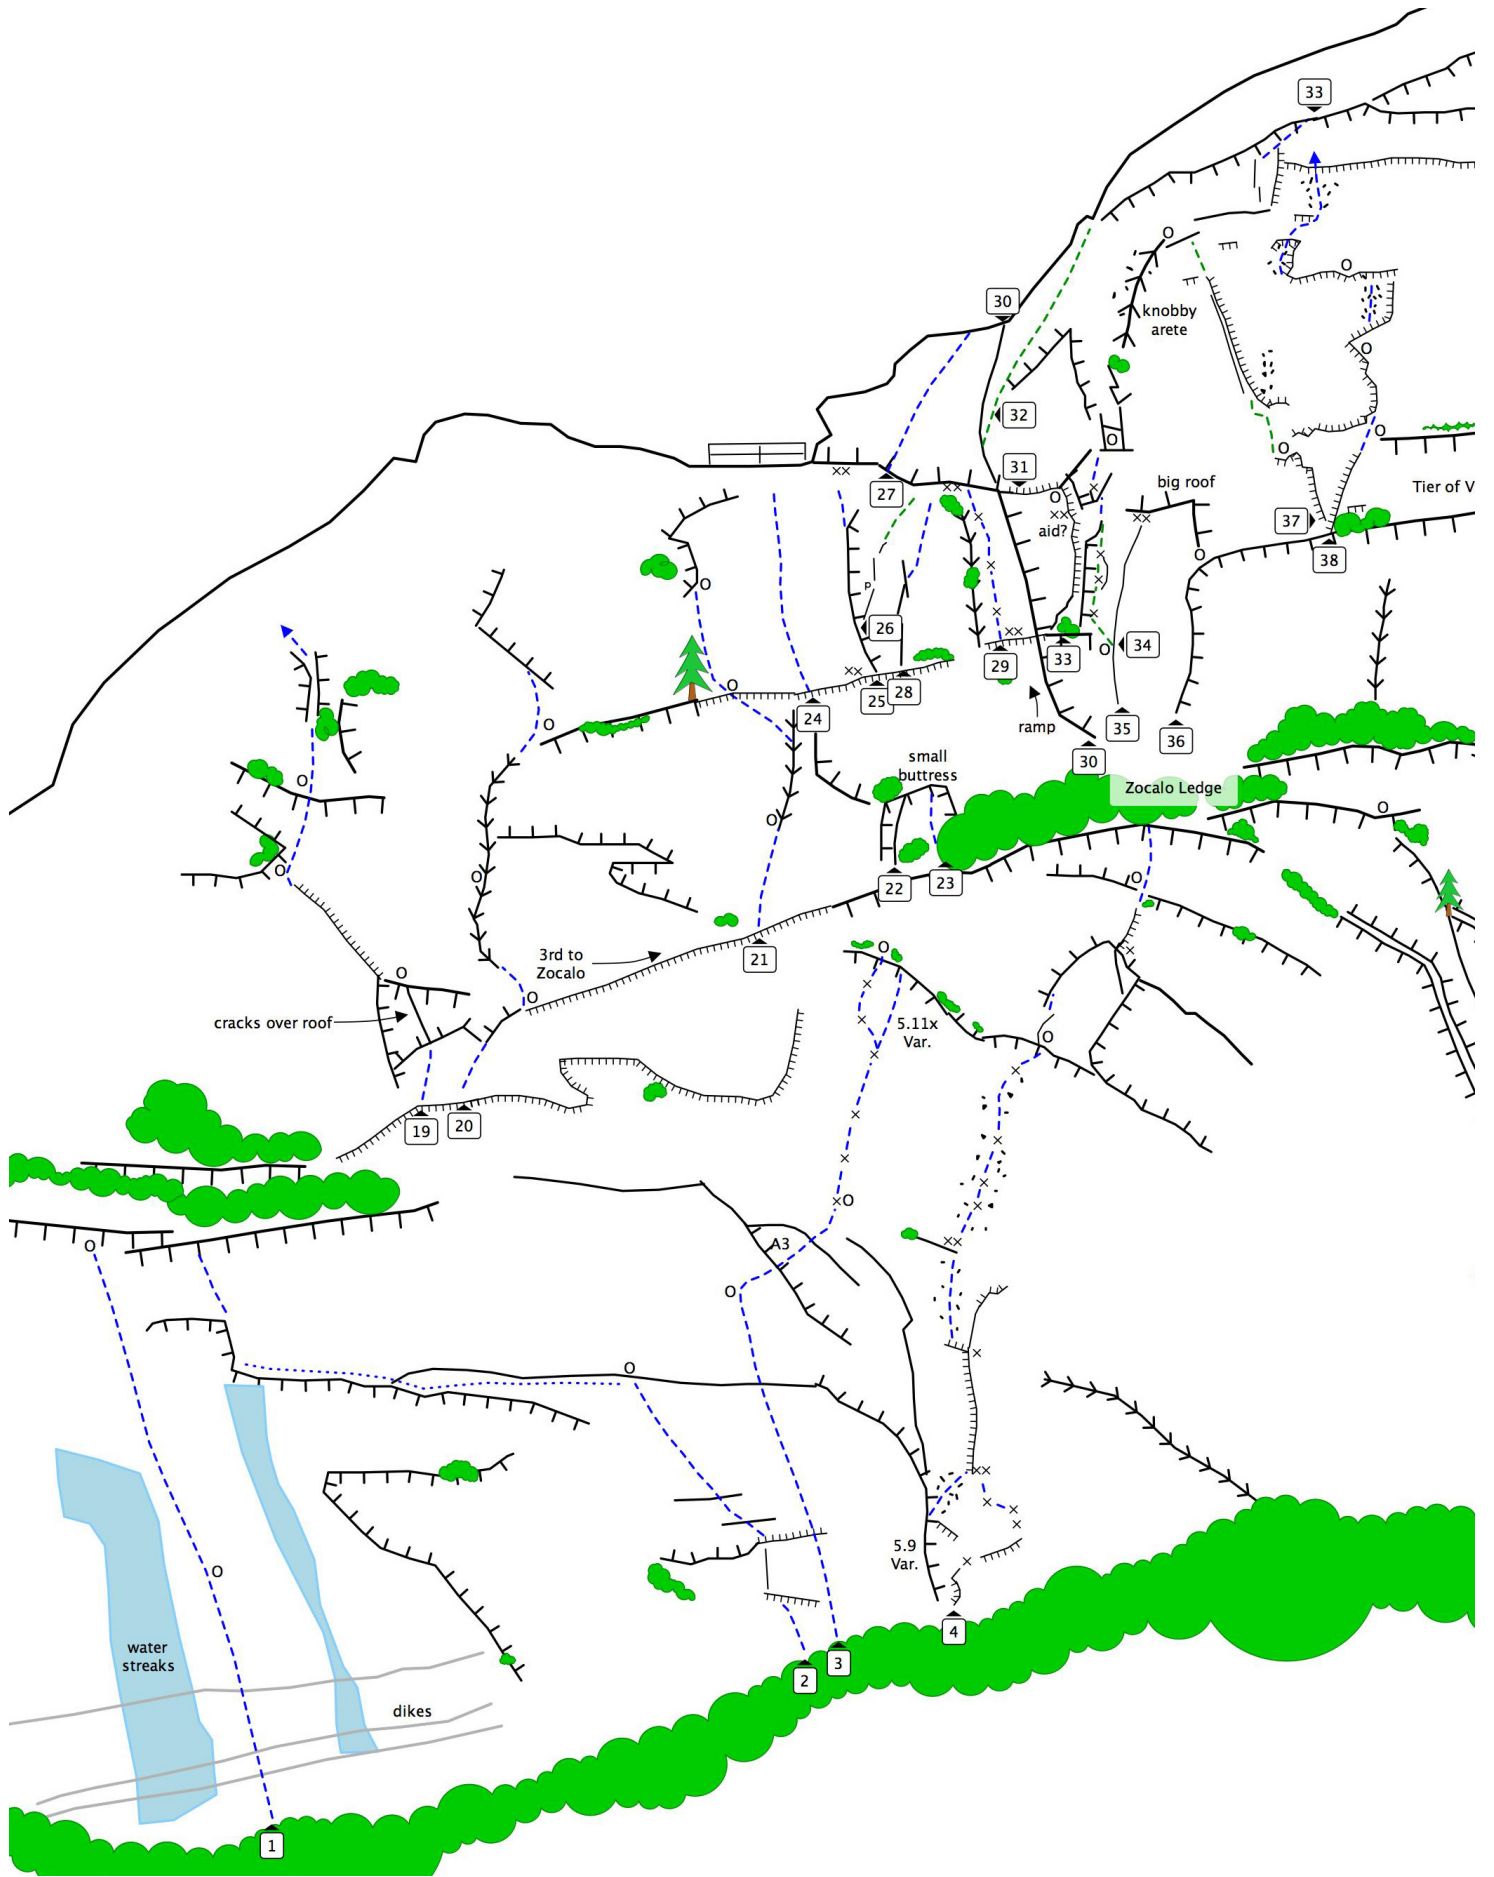 33
30
knobby
arete
32
31
27
big roof
Tier of V
O
aid?
37
38
p
26
34
29
33
28
25
24
ramp
35
36
30
small
buttress
Zocalo Ledge
22
23
21
3rd to
Zocalo
cracks over roof
5.11x
Var.
19
20
A3
5.9
Var.
4
3
2
water
streaks
dikes
1